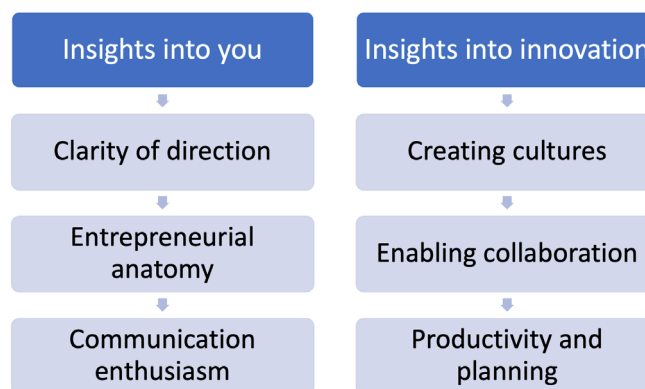 Insights into you
Clarity of direction
Entrepreneurial
anatomy
Communication
enthusiasm
Insights into innovation
Creating cultures
Enabling collaboration
Productivity and
planning